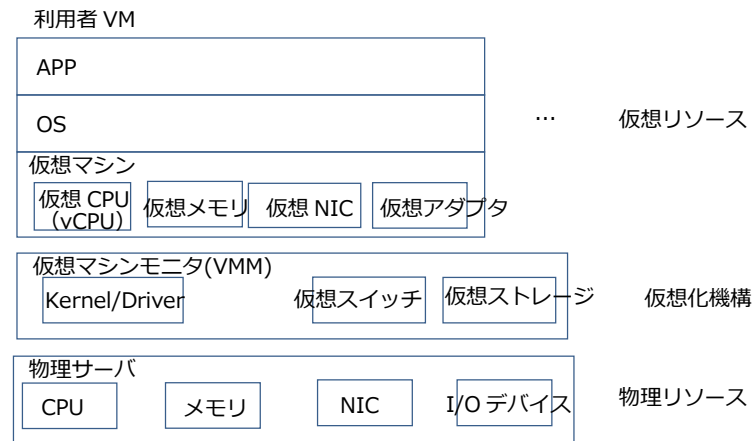 利用者 VM
APP
OS
… 仮想リソース
仮想マシン
仮想 CPU
(vCPU)
仮想メモリ
仮想 NIC
仮想アダプタ
仮想マシンモニタ(VMM)
Kernel/Driver
仮想スイッチ
仮想ストレージ
仮想化機構
物理サーバ
CPU
メモリ
NIC
I/O デバイス
物理リソース